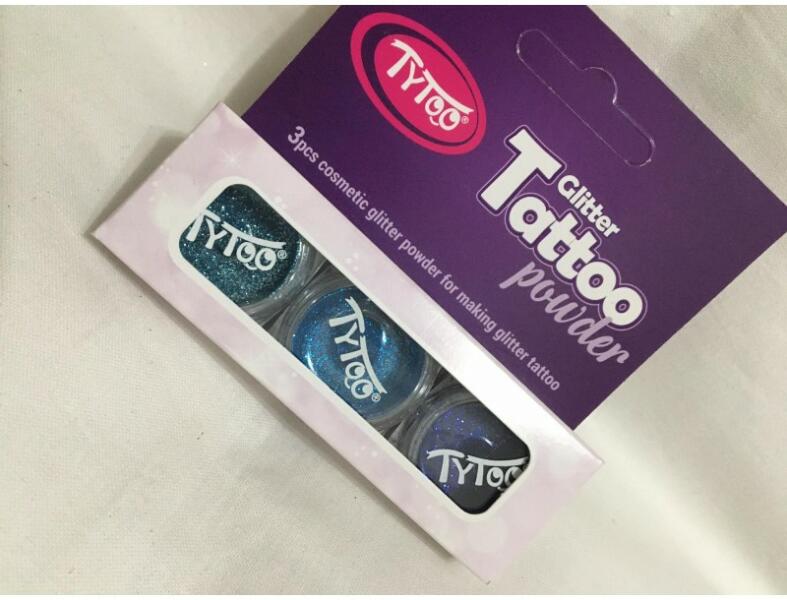 TyToo®
Glitter
Tattoo
powder
3pcs cosmetic glitter powder for making glitter tattoo
TyToo®
TyToo®
TyToo